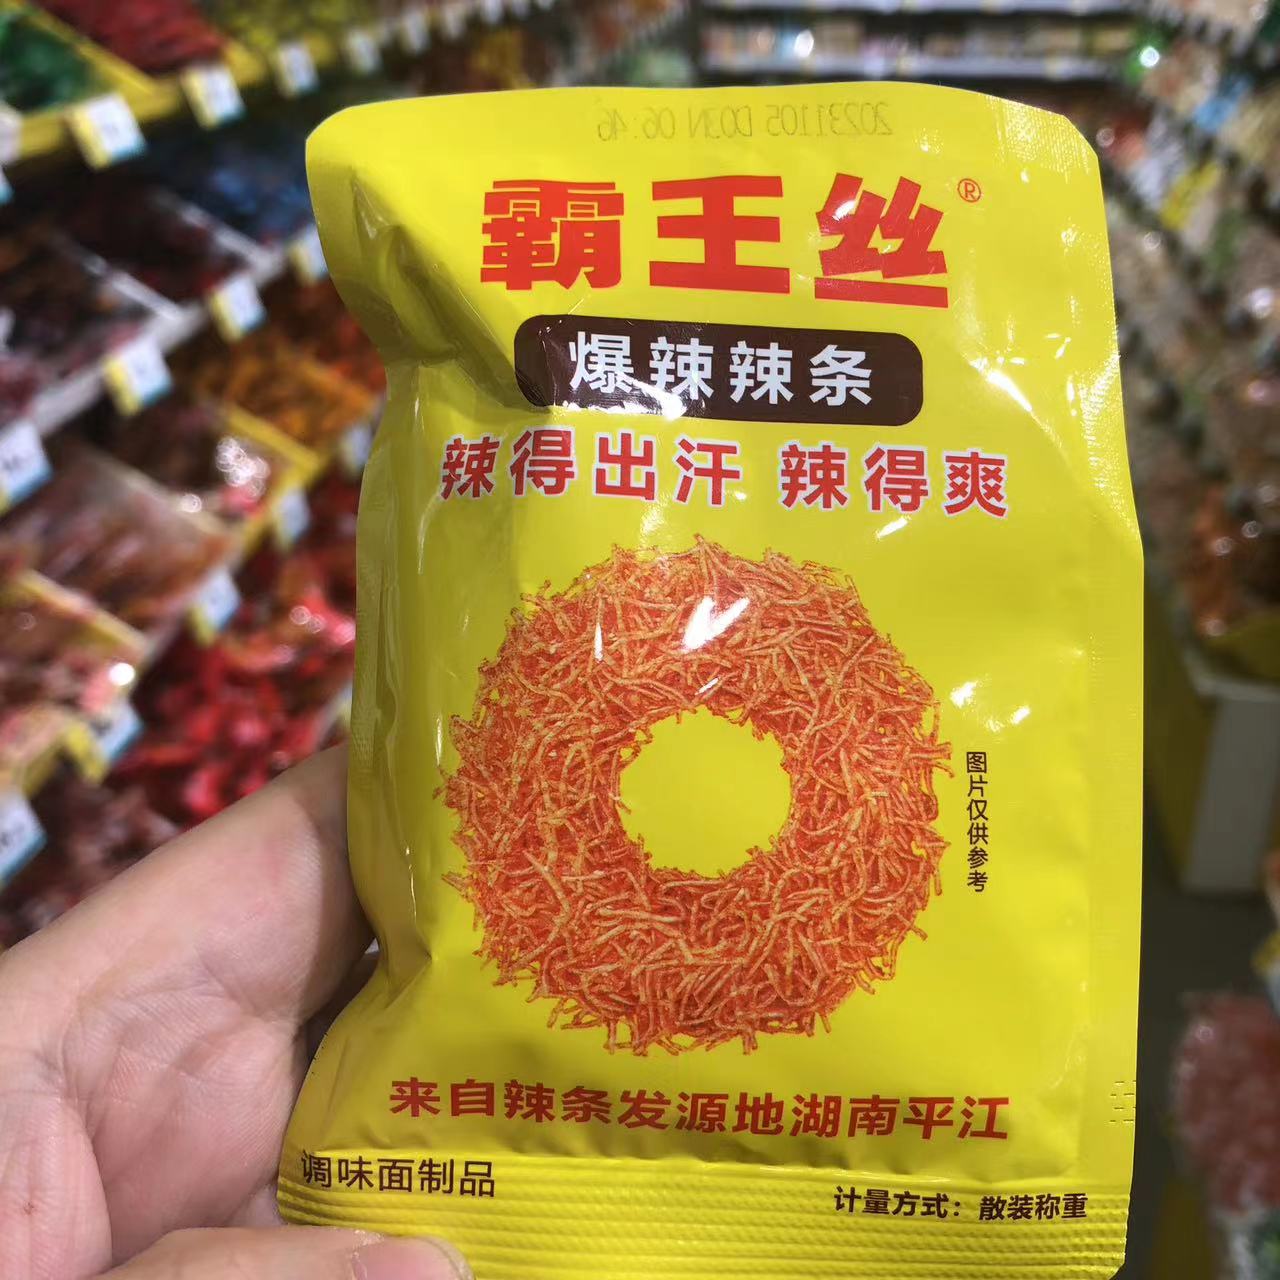 20231105 D03N 06:46
霸王丝®
爆辣辣条
辣得出汗 辣得爽
图片仅供参考
来自辣条发源地湖南平江
调味面制品
计量方式：散装称重